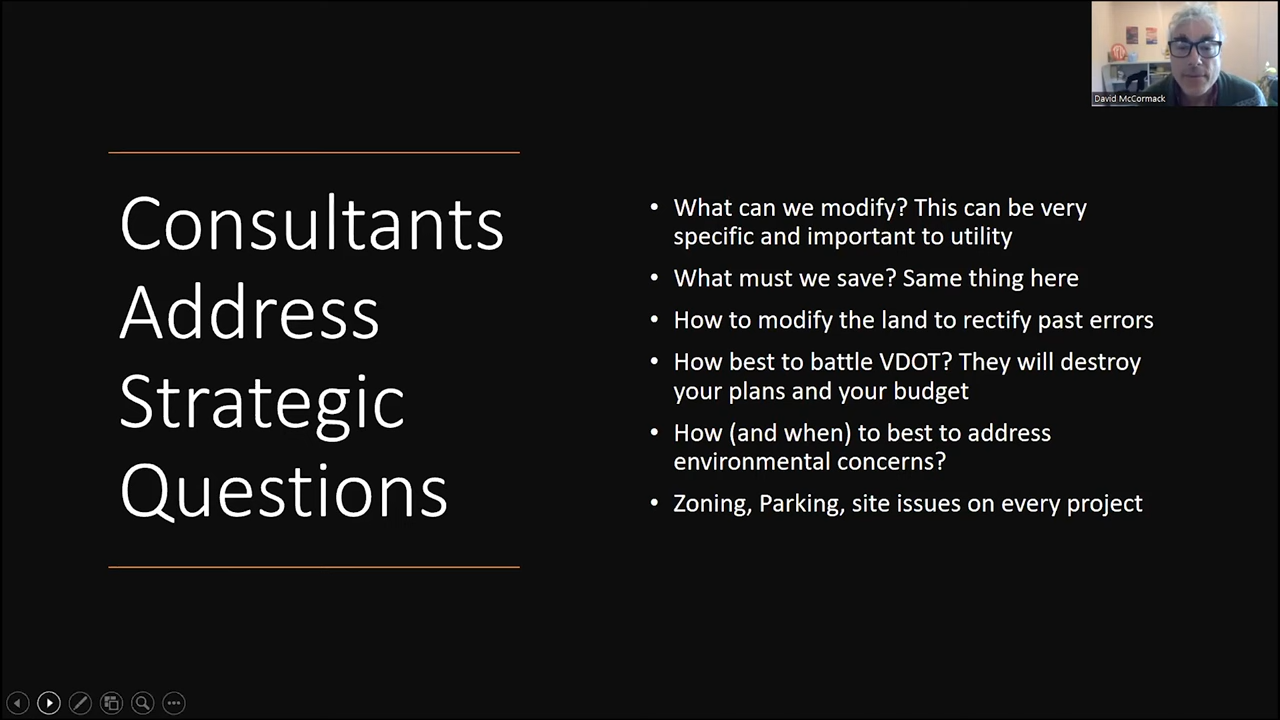 David McCormack
Consultants
Address
Strategic
Questions
• What can we modify? This can be very
specific and important to utility
• What must we save? Same thing here
• How to modify the land to rectify past errors
• How best to battle VDOT? They will destroy
your plans and your budget
• How (and when) to best to address
environmental concerns?
• Zoning, Parking, site issues on every project